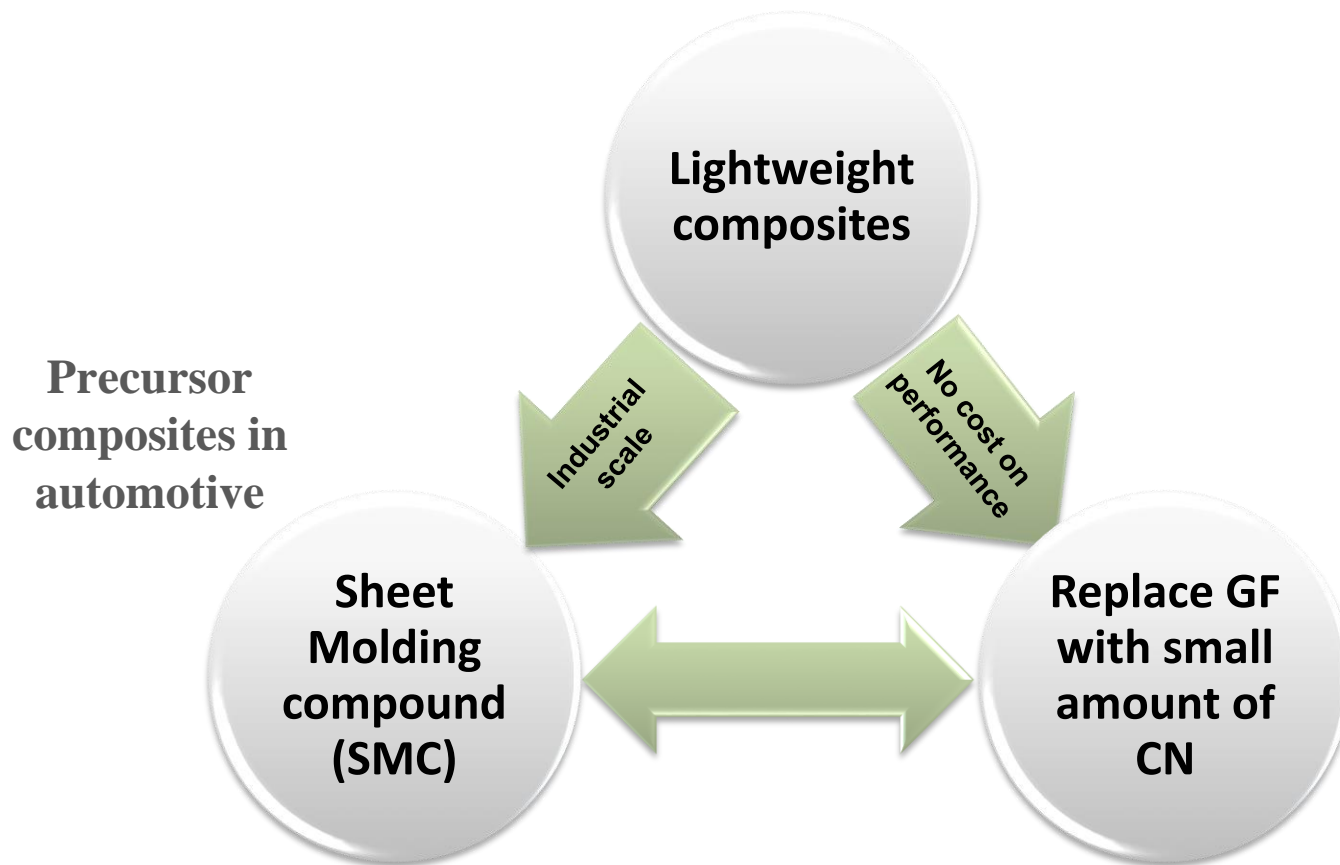 Lightweight
composites
Industrial
scale
No cost on
performance
Precursor
composites in
automotive
Sheet
Molding
compound
(SMC)
Replace GF
with small
amount of
CN